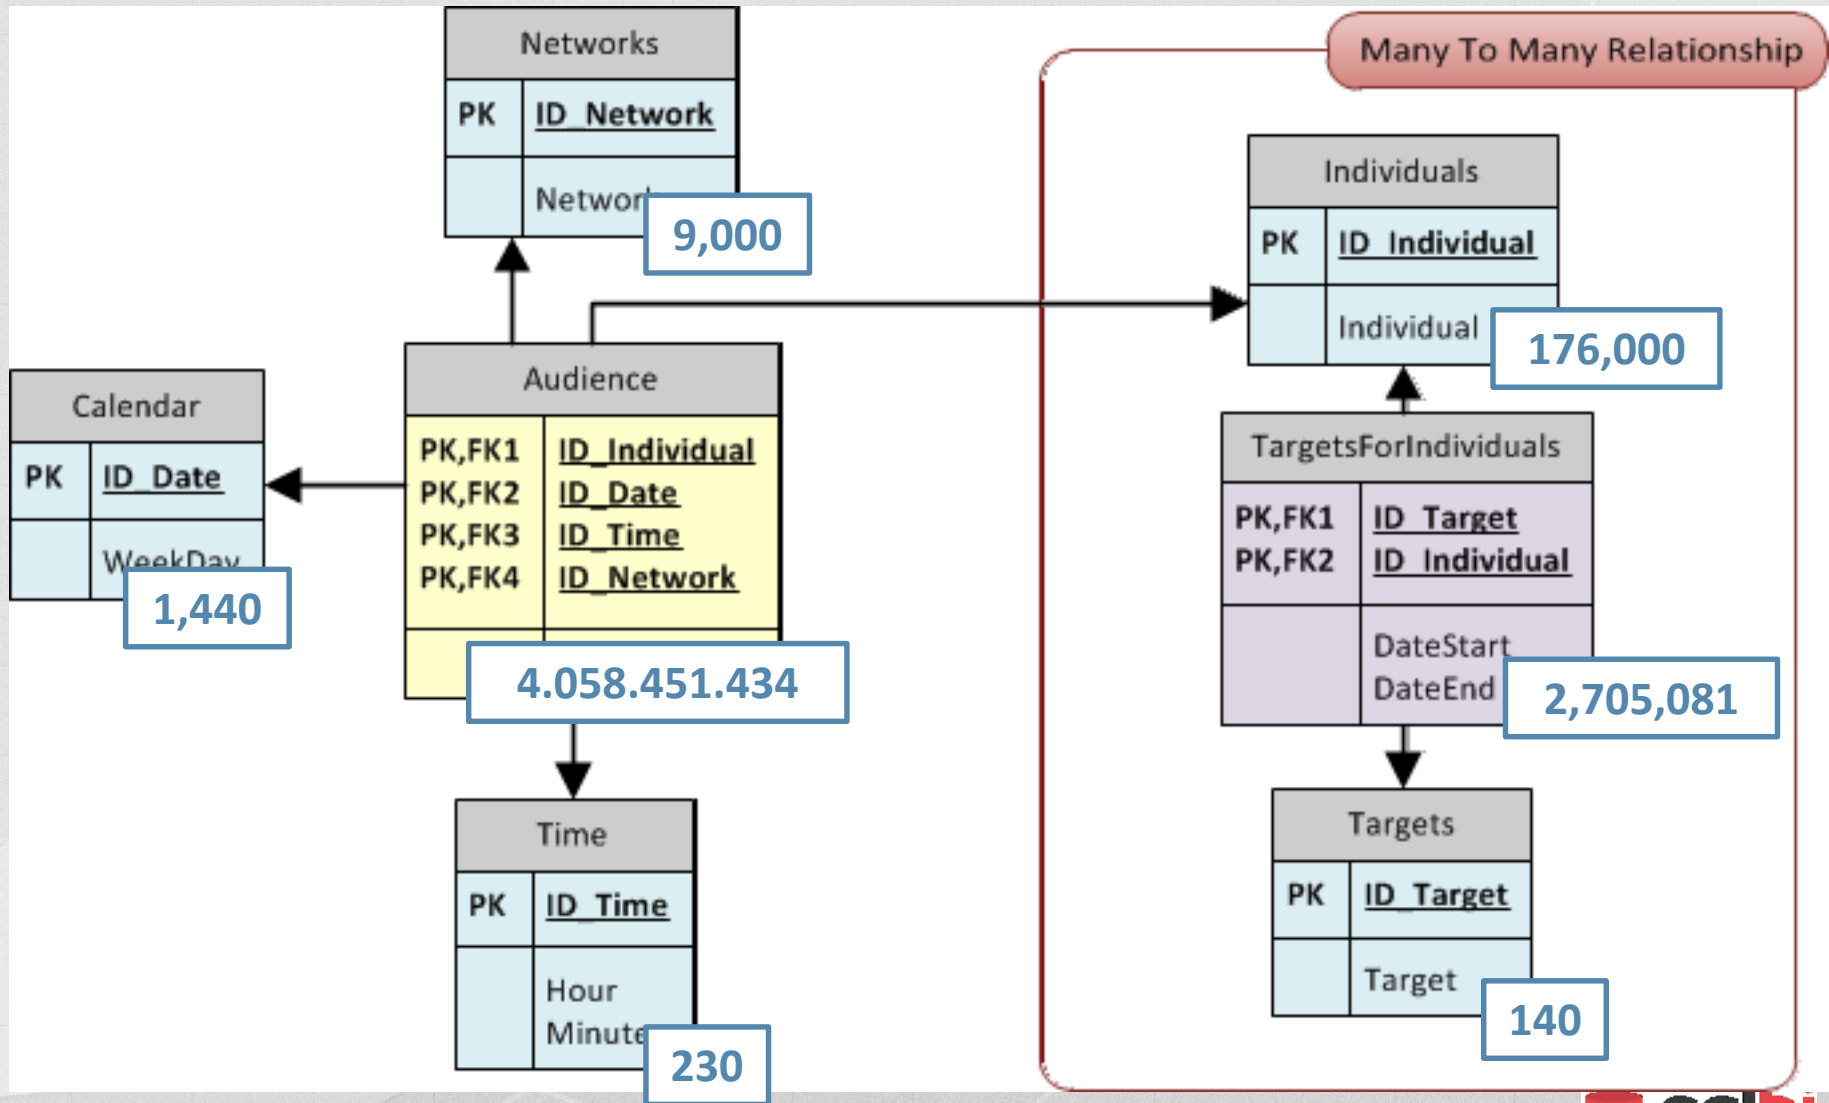 Networks
PK ID_Network
Network
9,000
Many To Many Relationship
Individuals
PK ID_Individual
Individual
176,000
Calendar
PK ID_Date
WeekDay
1,440
Audience
PK,FK1 ID_Individual
PK,FK2 ID_Date
PK,FK3 ID_Time
PK,FK4 ID_Network
4.058.451.434
TargetsForIndividuals
PK,FK1 ID_Target
PK,FK2 ID_Individual
DateStart
DateEnd
2,705,081
Time
PK ID_Time
Hour
Minute
230
Targets
PK ID_Target
Target
140